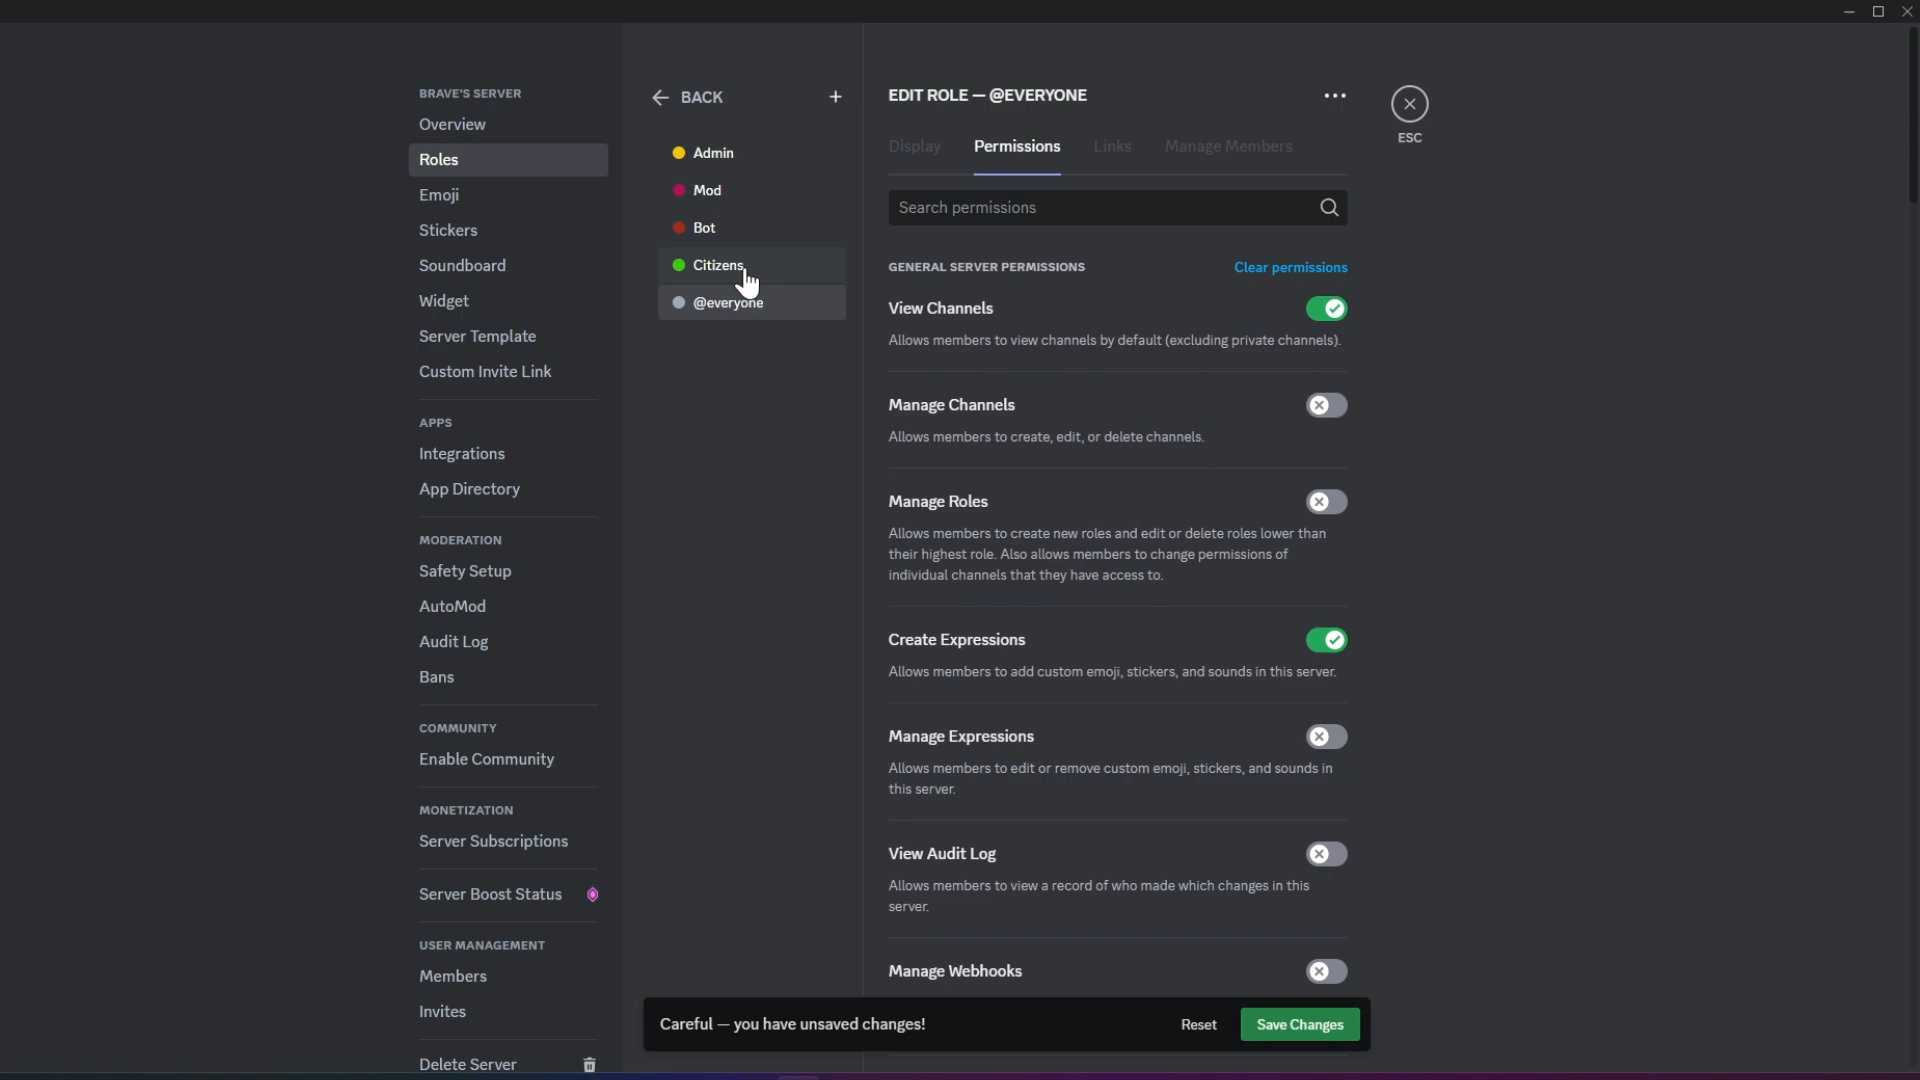 BRAVE'S SERVER
Overview
Roles
Emoji
Stickers
Soundboard
Widget
Server Template
Custom Invite Link
APPS
Integrations
App Directory
MODERATION
Safety Setup
AutoMod
Audit Log
Bans
COMMUNITY
Enable Community
MONETIZATION
Server Subscriptions
Server Boost Status
USER MANAGEMENT
Members
Invites
Delete Server
BACK
Admin
Mod
Bot
Citizens
@everyone
EDIT ROLE — @EVERYONE
Display Permissions Links Manage Members
Search permissions
GENERAL SERVER PERMISSIONS Clear permissions
View Channels
Allows members to view channels by default (excluding private channels).
Manage Channels
Allows members to create, edit, or delete channels.
Manage Roles
Allows members to create new roles and edit or delete roles lower than
their highest role. Also allows members to change permissions of
individual channels that they have access to.
Create Expressions
Allows members to add custom emoji, stickers, and sounds in this server.
Manage Expressions
Allows members to edit or remove custom emoji, stickers, and sounds in
this server.
View Audit Log
Allows members to view a record of who made which changes in this
server.
Manage Webhooks
Careful — you have unsaved changes! Reset Save Changes
ESC